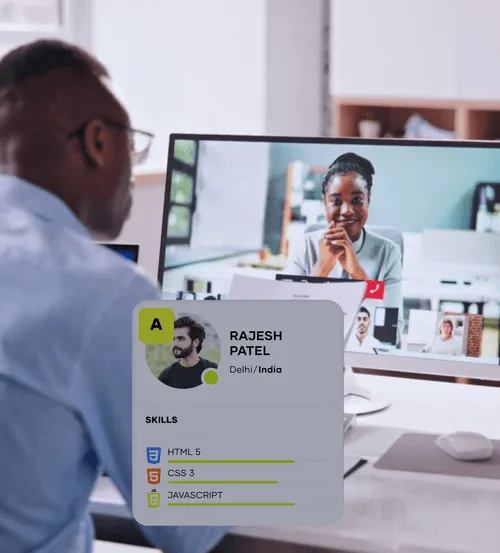 A
RAJESH
PATEL
Delhi/India
SKILLS
HTML 5
CSS 3
JAVASCRIPT